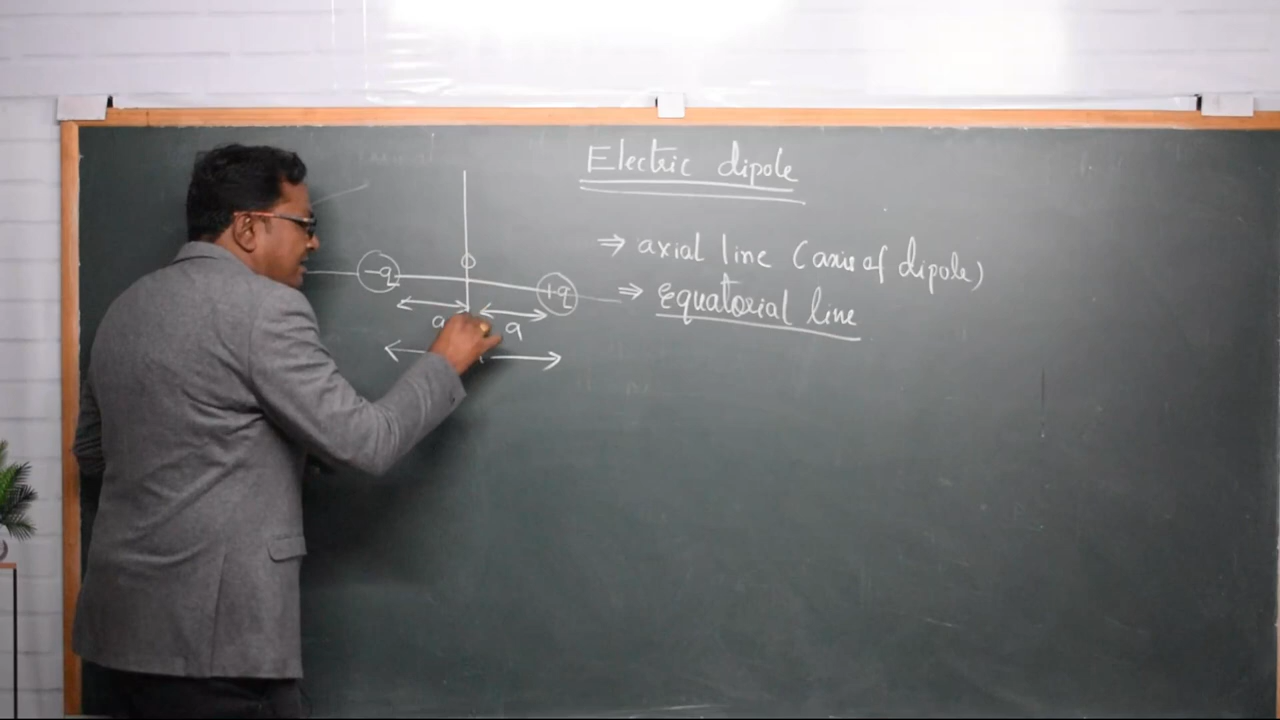 Electric dipole
⇒ axial line (axis of dipole)
⇒ Equatorial line
O
-q
+q
a
a